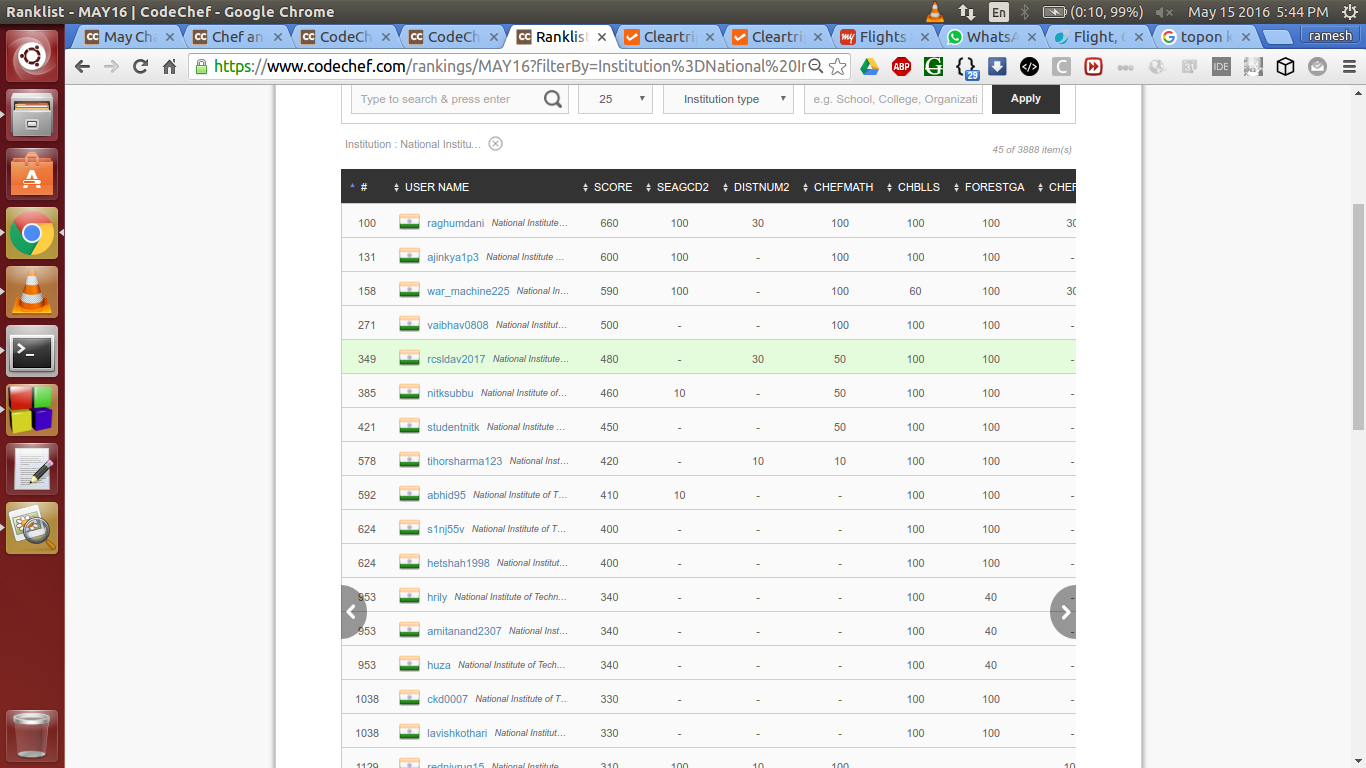 Ranklist - MAY16 | CodeChef - Google Chrome En (0:10, 99%) May 15 2016 5:44 PM
May Ch CC Chef an CC CodeCh CC CodeCh CC Ranklist Cleartri Cleartri my Flights WhatsA Flight, G topon k ramesh
https://www.codechef.com/rankings/MAY16?filterBy=Institution%3DNational%20Ir ABP G {} 29 </> C 31 IDE
Type to search & press enter 25 Institution type e.g. School, College, Organizati Apply
Institution : National Institu...
45 of 3888 item(s)
# USER NAME SCORE SEAGCD2 DISTNUM2 CHEFMATH CHBLLS FORESTGA CHEF
100 raghumdani National Institute... 660 100 30 100 100 100 30
131 ajinkya1p3 National Institute ... 600 100 - 100 100 100 -
158 war_machine225 National In... 590 100 - 100 60 100 30
271 vaibhav0808 National Institut... 500 - - 100 100 100 -
349 rcsldav2017 National Institute... 480 - 30 50 100 100 -
385 nitksubbu National Institute of... 460 10 - 50 100 100 -
421 studentnitk National Institute ... 450 - - 50 100 100 -
578 tihorsharma123 National Inst... 420 - 10 10 100 100 -
592 abhid95 National Institute of T... 410 10 - - 100 100 -
624 s1nj55v National Institute of T... 400 - - - 100 100 -
624 hetshah1998 National Institut... 400 - - - 100 100 -
953 hrily National Institute of Techn... 340 - - - 100 40 -
953 amitanand2307 National Inst... 340 - - - 100 40 -
953 huza National Institute of Tech... 340 - - - 100 40 -
1038 ckd0007 National Institute of T... 330 - - - 100 100 -
1038 lavishkothari National Institut... 330 - - - 100 100 -
1129 National Institute 310 100 10 100 10